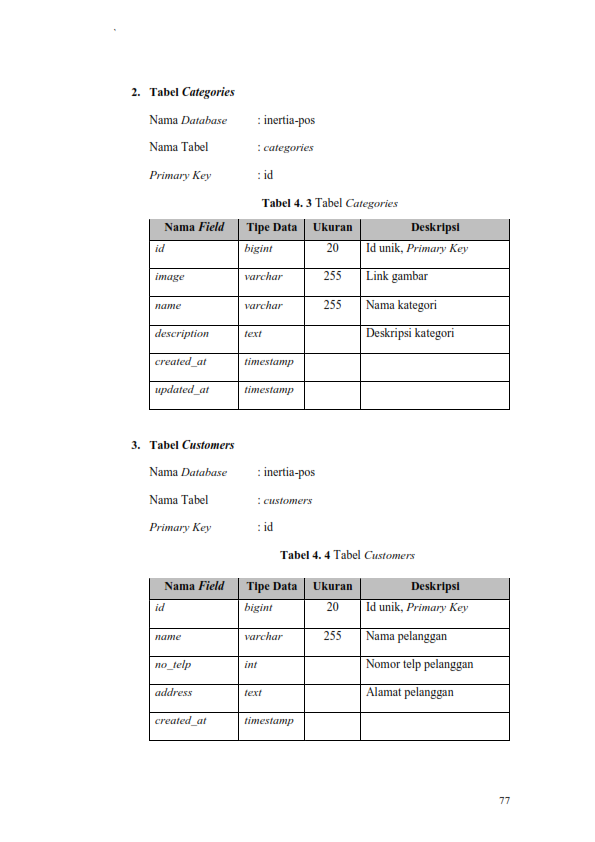 2. Tabel Categories
Nama Database : inertia-pos
Nama Tabel : categories
Primary Key : id
Tabel 4. 3 Tabel Categories
Nama Field Tipe Data Ukuran Deskripsi
id bigint 20 Id unik, Primary Key
image varchar 255 Link gambar
name varchar 255 Nama kategori
description text Deskripsi kategori
created_at timestamp
updated_at timestamp
3. Tabel Customers
Nama Database : inertia-pos
Nama Tabel : customers
Primary Key : id
Tabel 4. 4 Tabel Customers
Nama Field Tipe Data Ukuran Deskripsi
id bigint 20 Id unik, Primary Key
name varchar 255 Nama pelanggan
no_telp int Nomor telp pelanggan
address text Alamat pelanggan
created_at timestamp
77